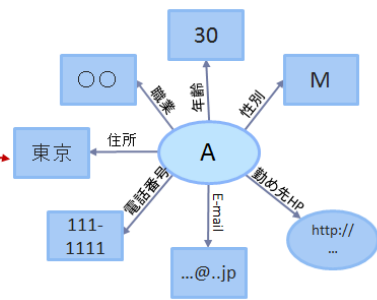 30
〇〇
M
職業
年齢
性別
東京
住所
A
電話番号
E-mail
勤め先HP
111-
1111
...@..jp
http://
...